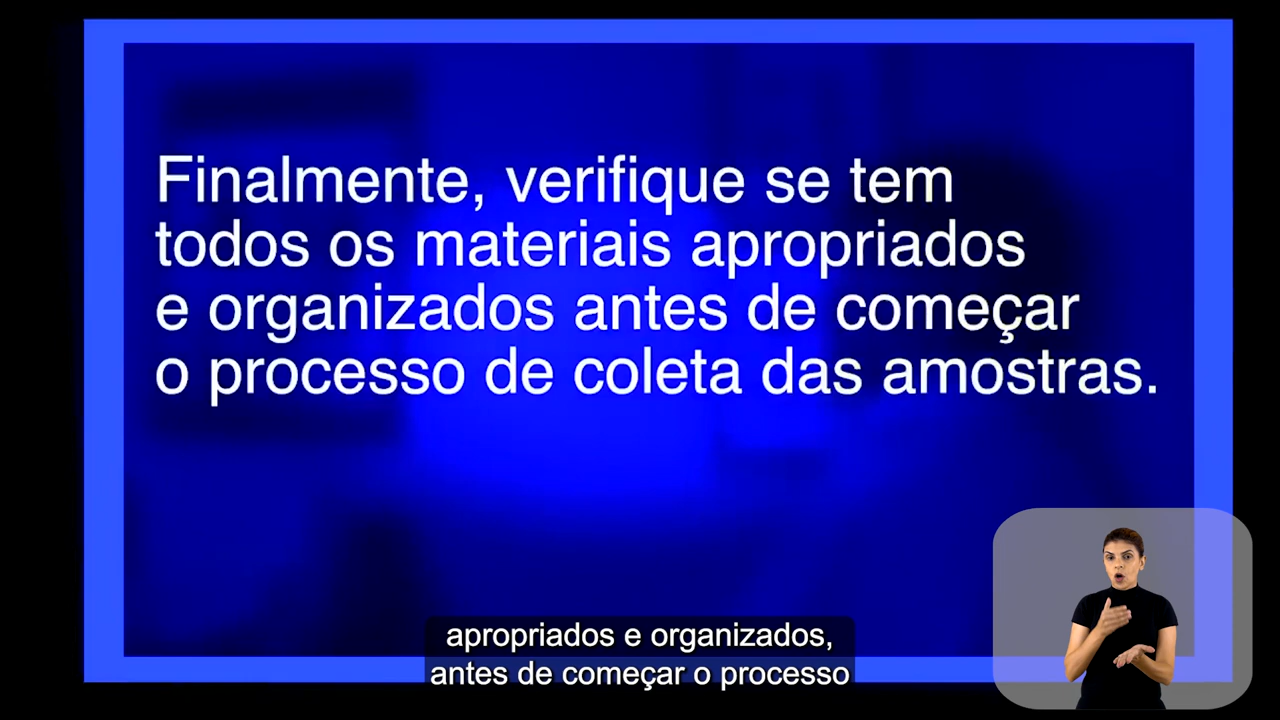 Finalmente, verifique se tem
todos os materiais apropriados
e organizados antes de começar
o processo de coleta das amostras.
apropriados e organizados,
antes de começar o processo